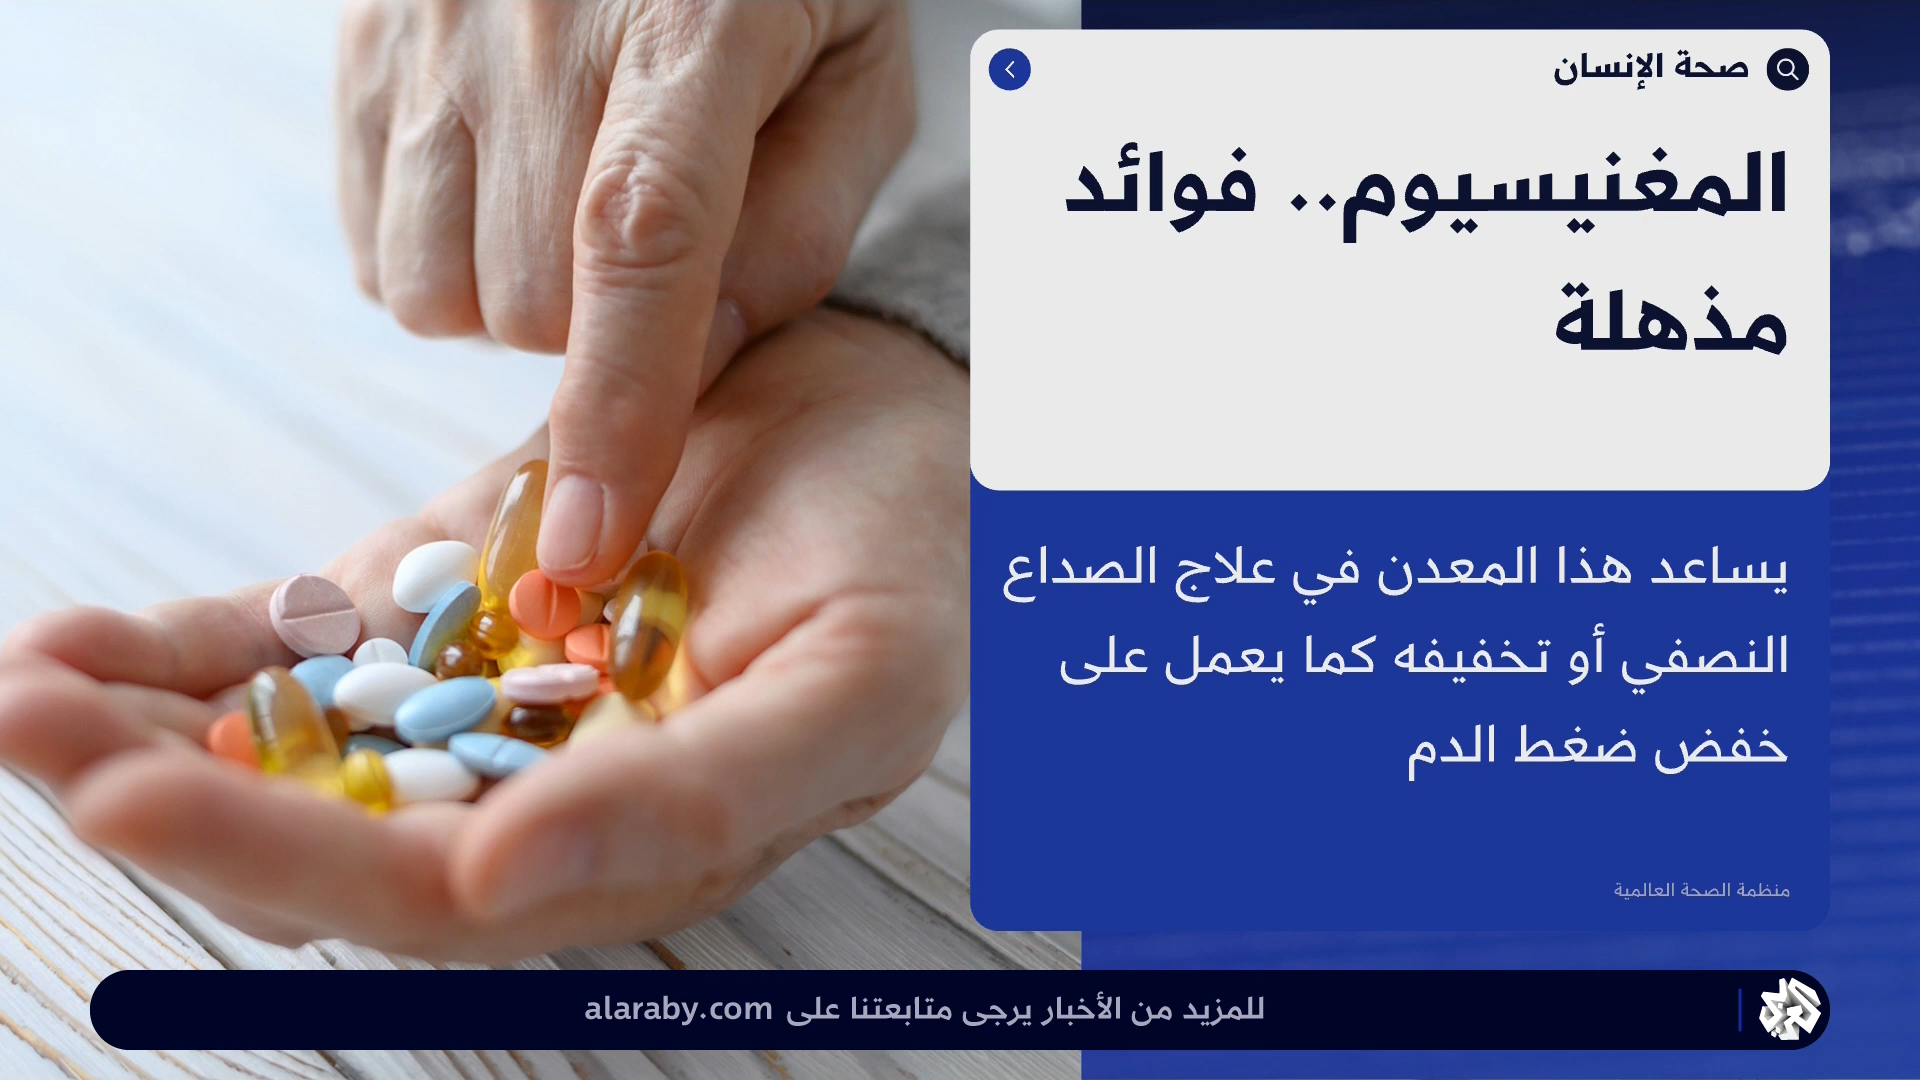 صحة الإنسان
المغنيسيوم.. فوائد
مذهلة
يساعد هذا المعدن في علاج الصداع
النصفي أو تخفيفه كما يعمل على
خفض ضغط الدم
منظمة الصحة العالمية
للمزيد من الأخبار يرجى متابعتنا على alaraby.com